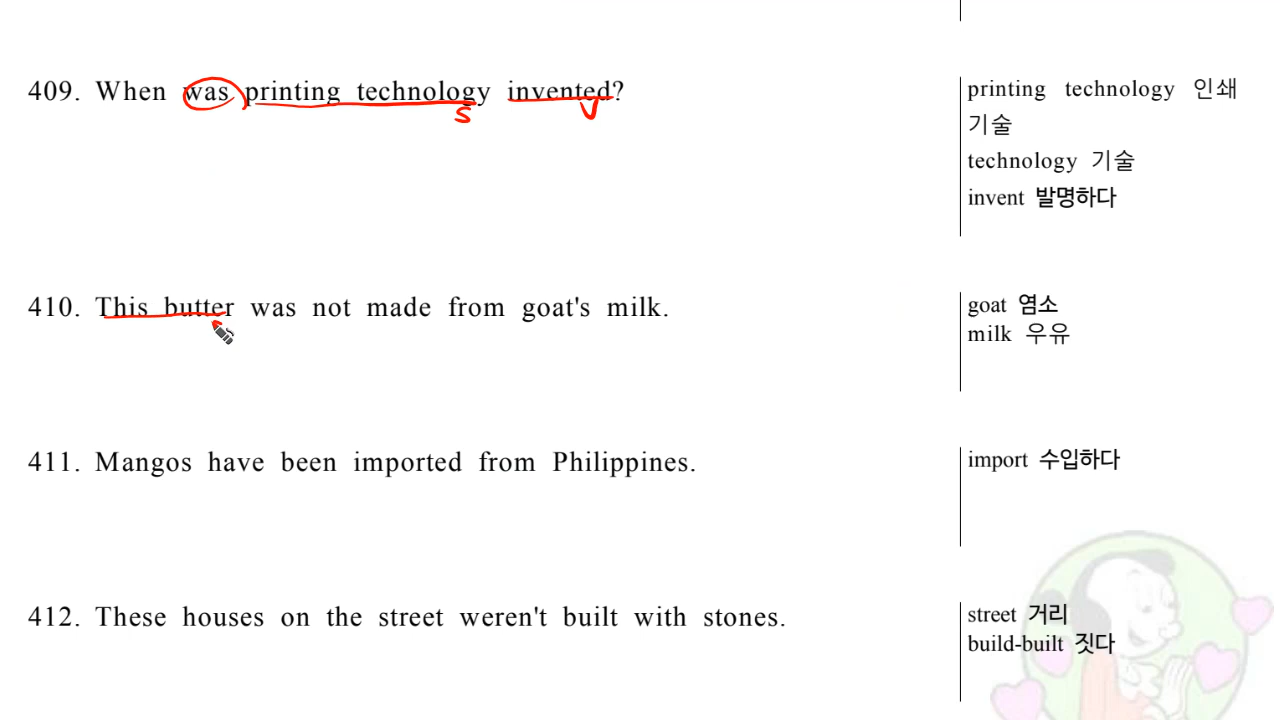 409. When was printing technology invented?
S V
printing technology 인쇄
기술
technology 기술
invent 발명하다
410. This butter was not made from goat's milk.
goat 염소
milk 우유
411. Mangos have been imported from Philippines.
import 수입하다
412. These houses on the street weren't built with stones.
street 거리
build-built 짓다